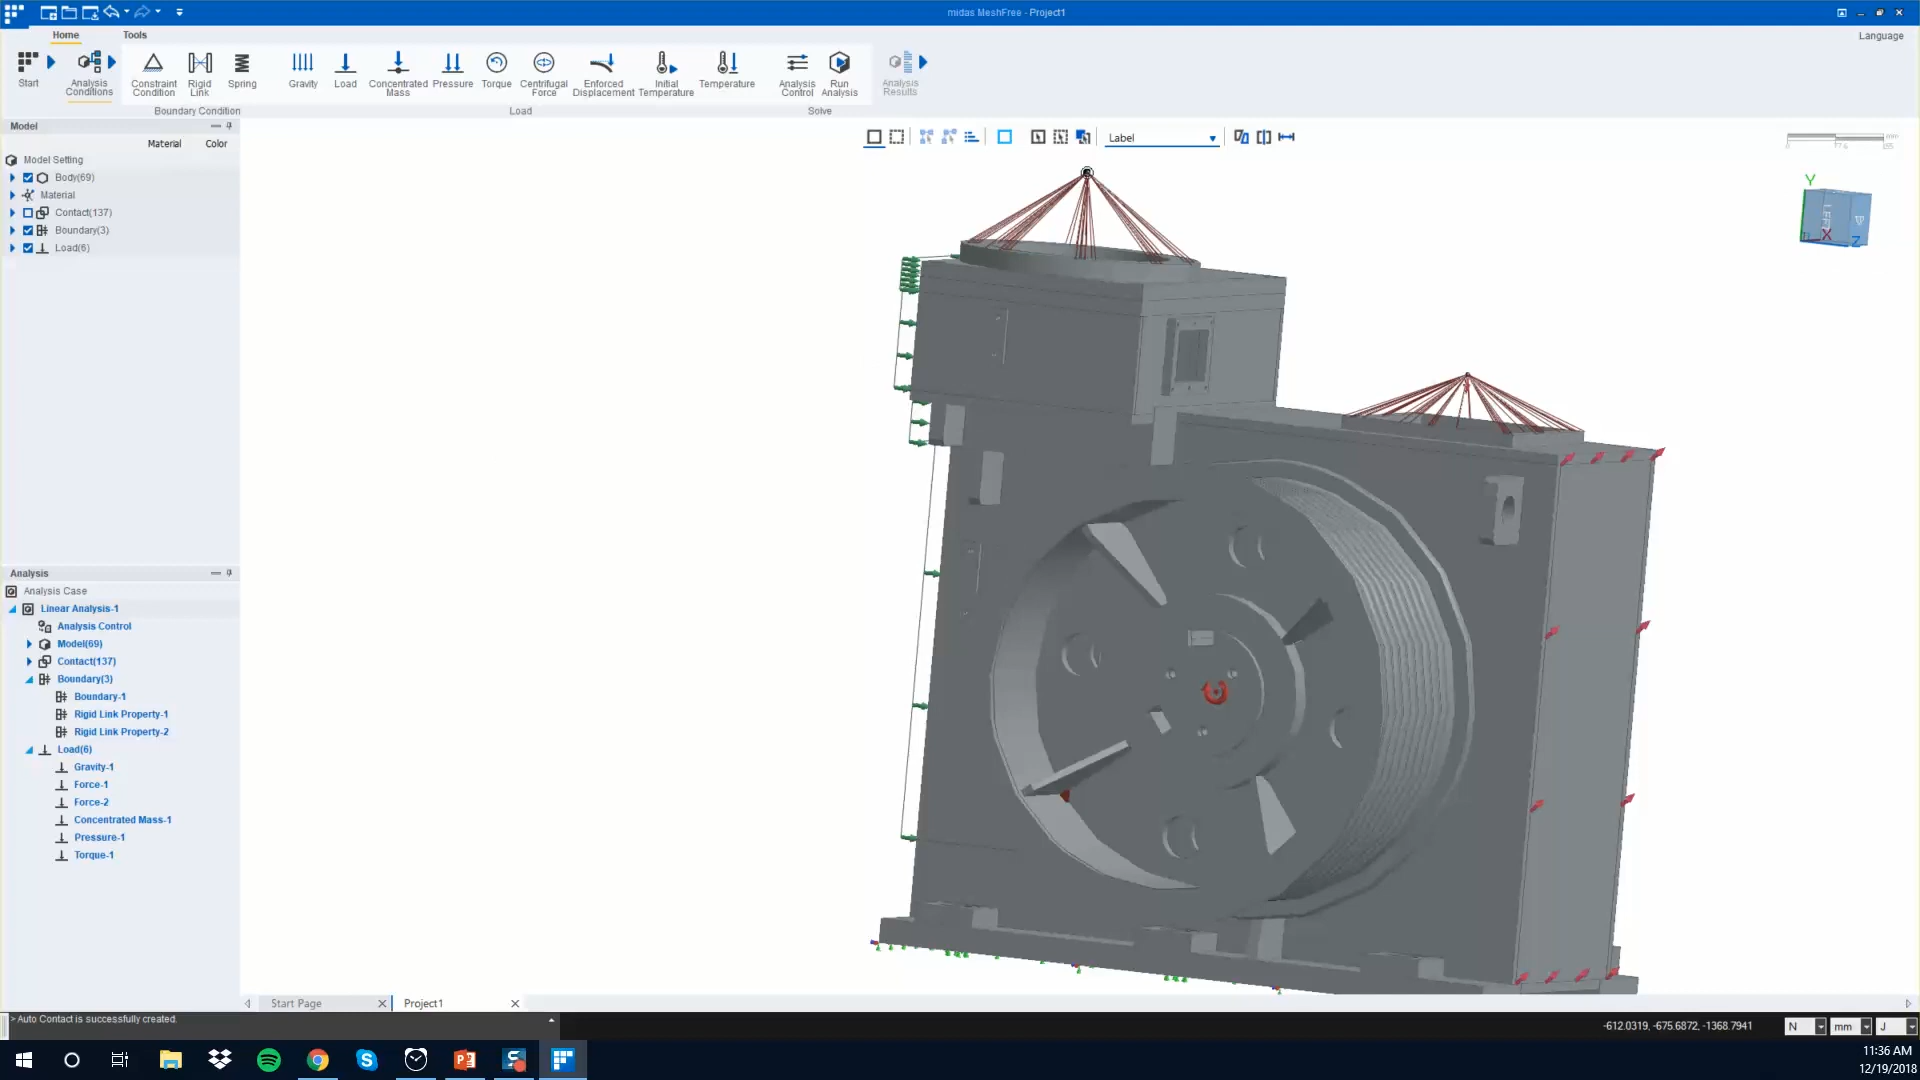 midas MeshFree - Project1
Home
Tools
Language
Start
Analysis Conditions
Constraint Condition
Rigid Link
Spring
Gravity
Load
Concentrated Mass
Pressure
Torque
Centrifugal Force
Enforced Displacement
Initial Temperature
Temperature
Analysis Control
Run Analysis
Analysis Results
Boundary Condition
Load
Solve
Model
Material
Color
Model Setting
Body(69)
Material
Contact(137)
Boundary(3)
Load(6)
Label
mm
Y
LEFT
X
Z
Analysis
Analysis Case
Linear Analysis-1
Analysis Control
Model(69)
Contact(137)
Boundary(3)
Boundary-1
Rigid Link Property-1
Rigid Link Property-2
Load(6)
Gravity-1
Force-1
Force-2
Concentrated Mass-1
Pressure-1
Torque-1
Start Page
Project1
> Auto Contact is successfully created.
-612.0319, -675.6872, -1368.7941
N
mm
J
11:36 AM
12/19/2018